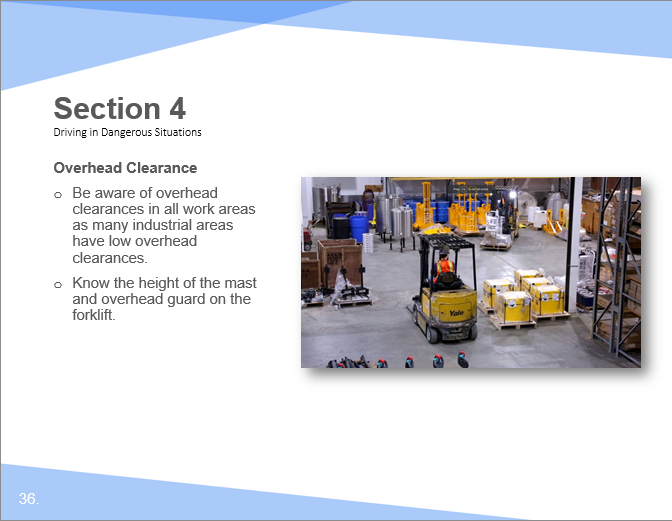 Section 4
Driving in Dangerous Situations
Overhead Clearance
o Be aware of overhead
clearances in all work areas
as many industrial areas
have low overhead
clearances.
o Know the height of the mast
and overhead guard on the
forklift.
Yale
36.